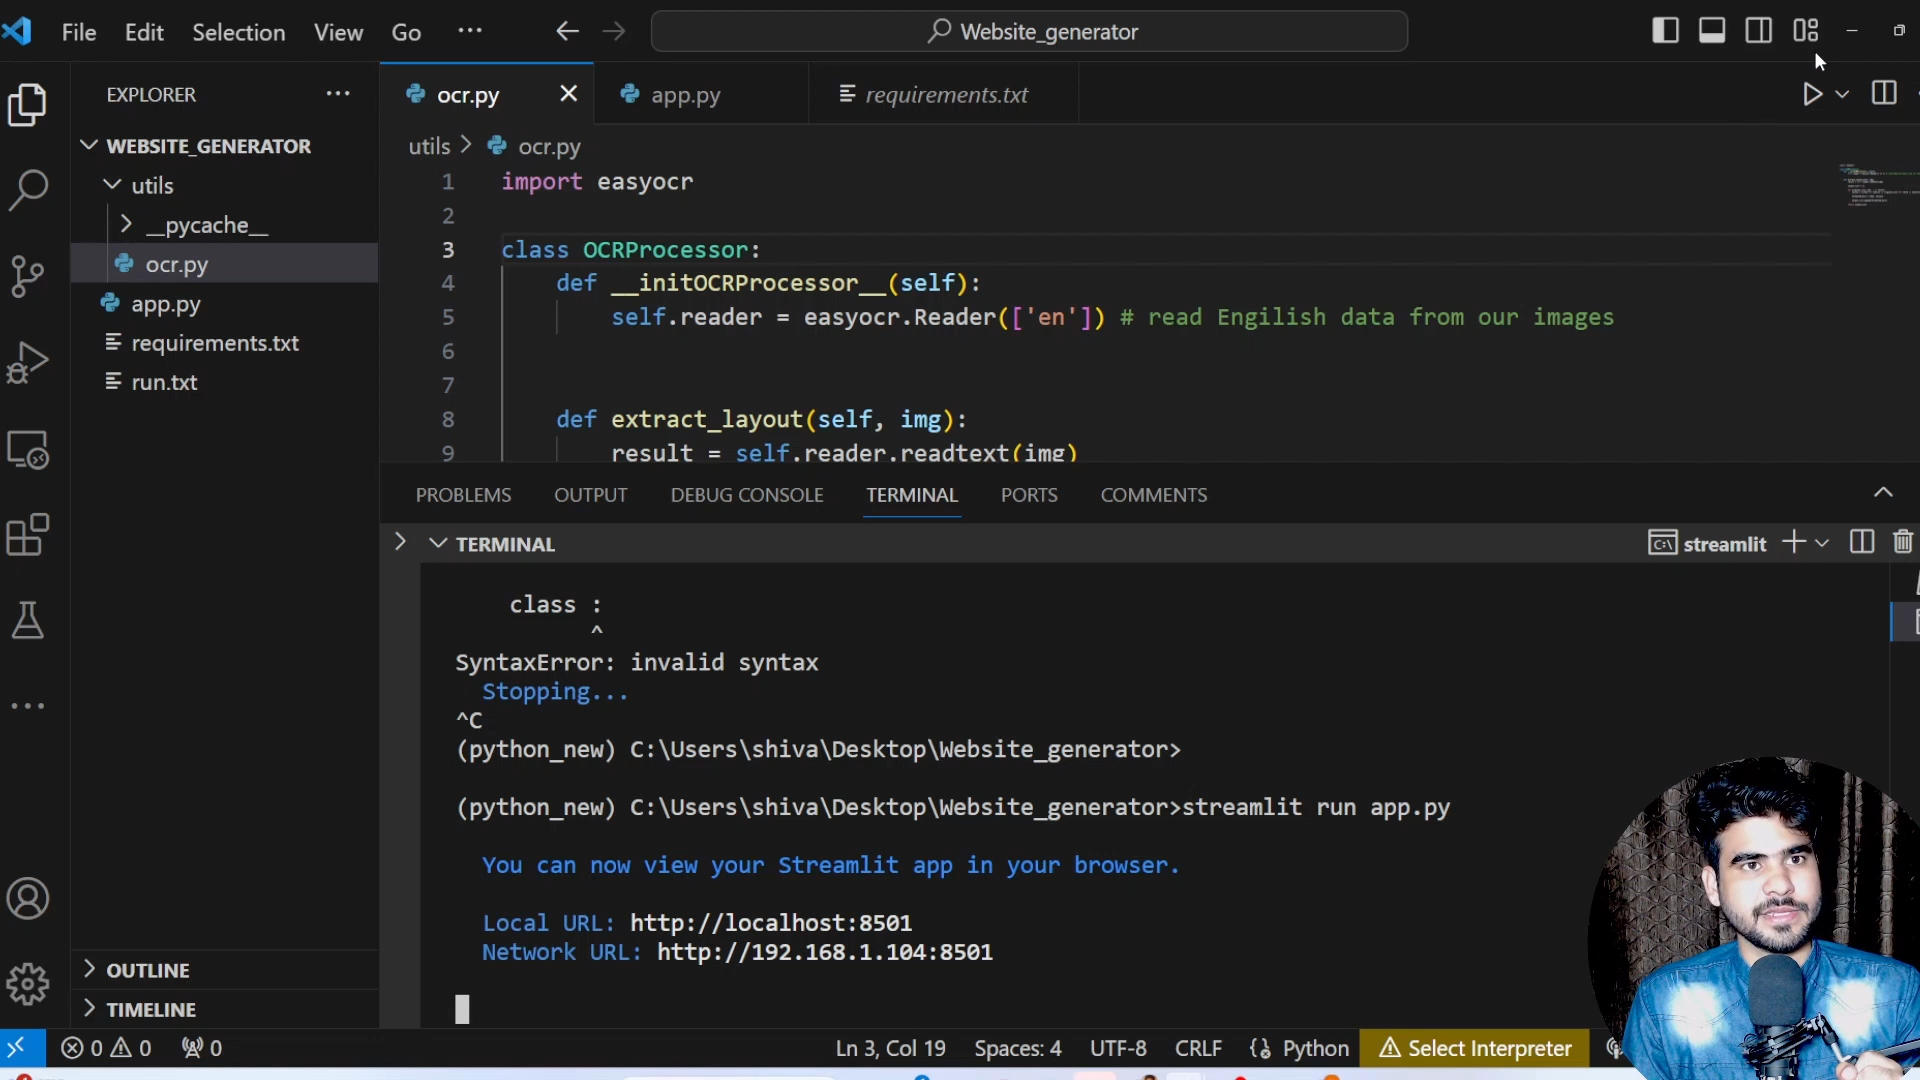 File Edit Selection View Go ··· Website_generator
EXPLORER ···
WEBSITE_GENERATOR
utils
__pycache__
ocr.py
app.py
requirements.txt
run.txt
OUTLINE
TIMELINE
ocr.py app.py requirements.txt
utils > ocr.py
1 import easyocr
2
3 class OCRProcessor:
4 def __initOCRProcessor__(self):
5 self.reader = easyocr.Reader(['en']) # read Engilish data from our images
6
7
8 def extract_layout(self, img):
9 result = self.reader.readtext(img)
PROBLEMS OUTPUT DEBUG CONSOLE TERMINAL PORTS COMMENTS
TERMINAL streamlit
class :
^
SyntaxError: invalid syntax
Stopping...
^C
(python_new) C:\Users\shiva\Desktop\Website_generator>
(python_new) C:\Users\shiva\Desktop\Website_generator>streamlit run app.py
You can now view your Streamlit app in your browser.
Local URL: http://localhost:8501
Network URL: http://192.168.1.104:8501
0 0 0 Ln 3, Col 19 Spaces: 4 UTF-8 CRLF Python Select Interpreter